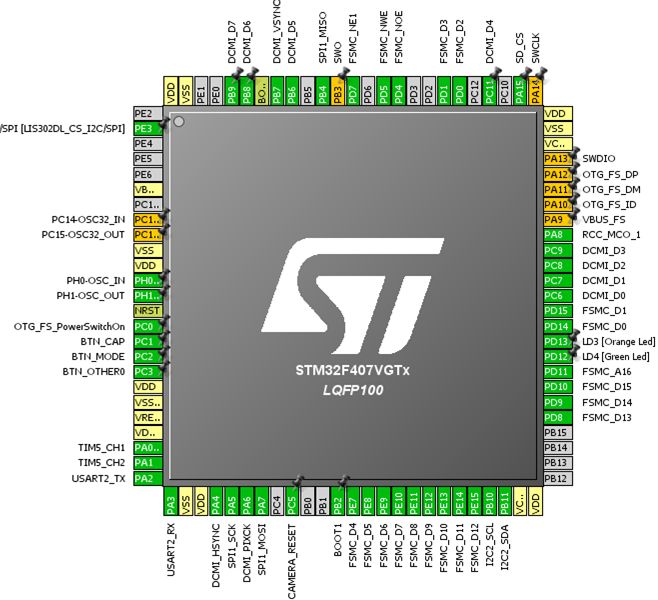 DCMI_D7
DCMI_D6
DCMI_VSYNC
DCMI_D5
SPI1_MISO
SWO
FSMC_NE1
FSMC_NWE
FSMC_NOE
FSMC_D3
FSMC_D2
DCMI_D4
SD_CS
SWCLK
VDD
VSS
PE1
PE0
PB9
PB8
BO..
PB7
PB6
PB5
PB4
PB3
PD7
PD6
PD5
PD4
PD3
PD2
PD1
PD0
PC12
PC11
PC10
PA15
PA14
PE2
/SPI [LIS302DL_CS_I2C/SPI] PE3
PE4
PE5
PE6
VB..
PC1..
PC14-OSC32_IN PC1..
PC15-OSC32_OUT PC1..
VSS
VDD
PH0-OSC_IN PH0..
PH1-OSC_OUT PH1..
NRST
OTG_FS_PowerSwitchOn PC0
BTN_CAP PC1
BTN_MODE PC2
BTN_OTHER0 PC3
VDD
VSS..
VRE..
VD..
TIM5_CH1 PA0..
TIM5_CH2 PA1
USART2_TX PA2
STM32F407VGTx
LQFP100
VDD
VSS
VC..
PA13 SWDIO
PA12 OTG_FS_DP
PA11 OTG_FS_DM
PA10 OTG_FS_ID
PA9 VBUS_FS
PA8 RCC_MCO_1
PC9 DCMI_D3
PC8 DCMI_D2
PC7 DCMI_D1
PC6 DCMI_D0
PD15 FSMC_D1
PD14 FSMC_D0
PD13 LD3 [Orange Led]
PD12 LD4 [Green Led]
PD11 FSMC_A16
PD10 FSMC_D15
PD9 FSMC_D14
PD8 FSMC_D13
PB15
PB14
PB13
PB12
PA3
VSS
VDD
PA4
PA5
PA6
PA7
PC4
PC5
PB0
PB1
PB2
PE7
PE8
PE9
PE10
PE11
PE12
PE13
PE14
PE15
PB10
PB11
VC..
VDD
USART2_RX
DCMI_HSYNC
SPI1_SCK
DCMI_PIXCK
SPI1_MOSI
CAMERA_RESET
BOOT1
FSMC_D4
FSMC_D5
FSMC_D6
FSMC_D7
FSMC_D8
FSMC_D9
FSMC_D10
FSMC_D11
FSMC_D12
I2C2_SCL
I2C2_SDA